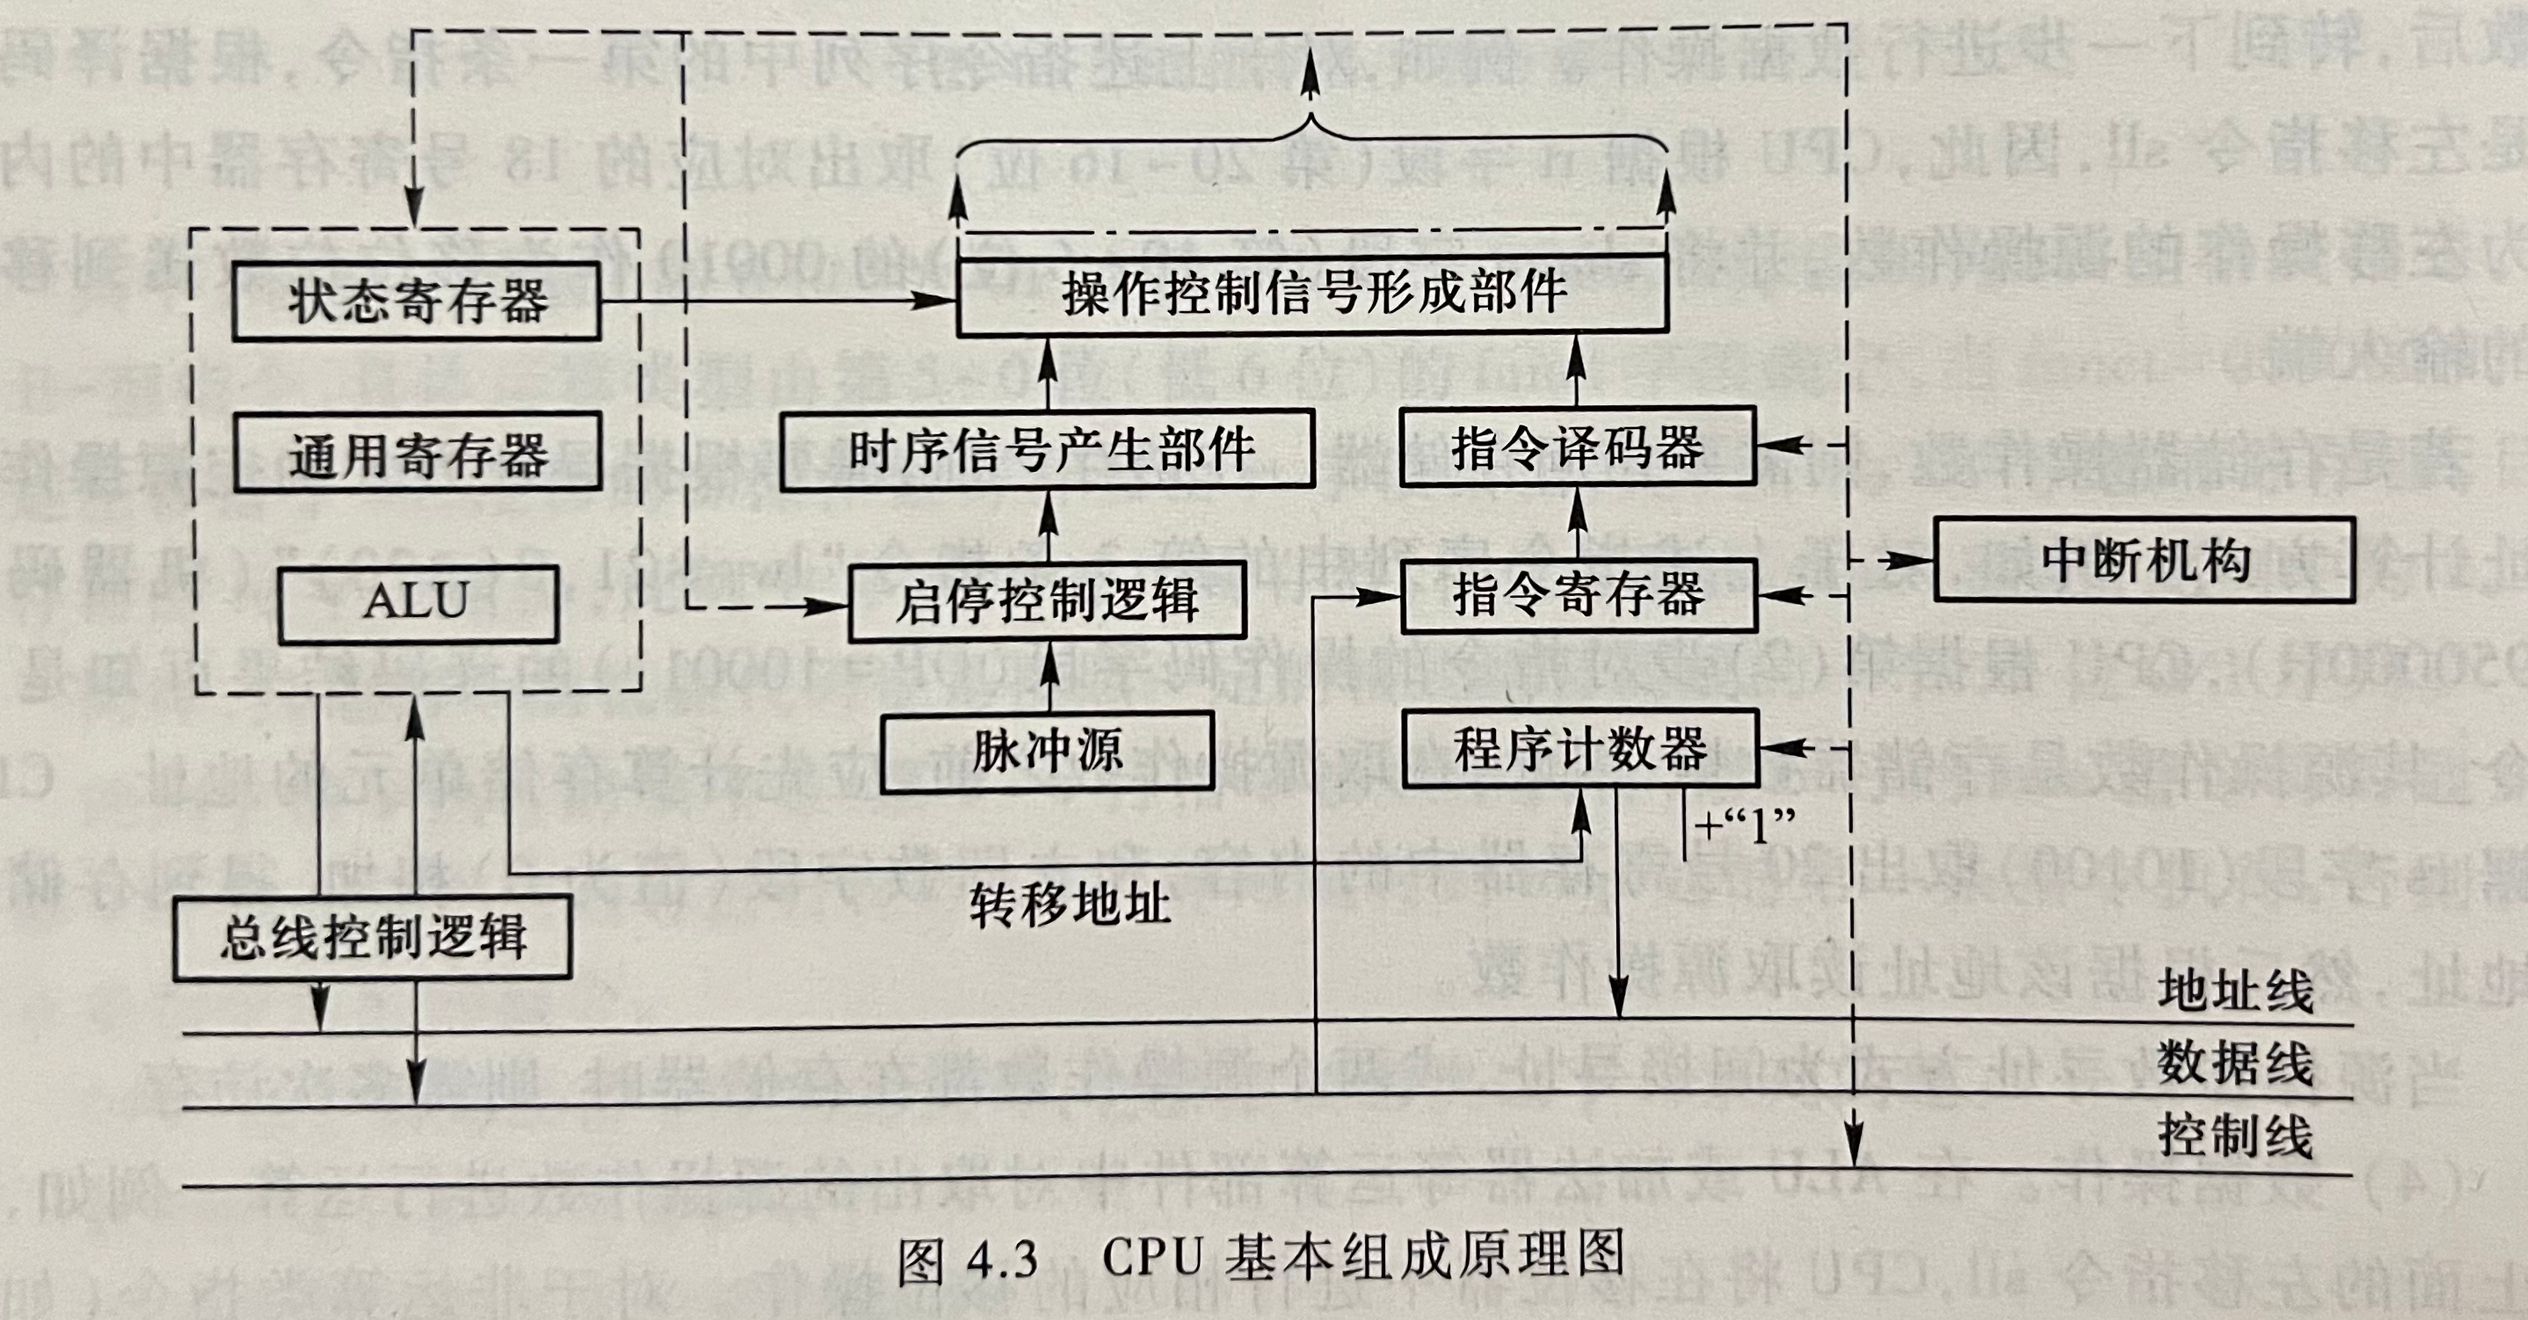 状态寄存器
操作控制信号形成部件
通用寄存器
时序信号产生部件
指令译码器
中断机构
ALU
启停控制逻辑
指令寄存器
脉冲源
程序计数器
+“1”
转移地址
总线控制逻辑
地址线
数据线
控制线
图 4.3 CPU 基本组成原理图